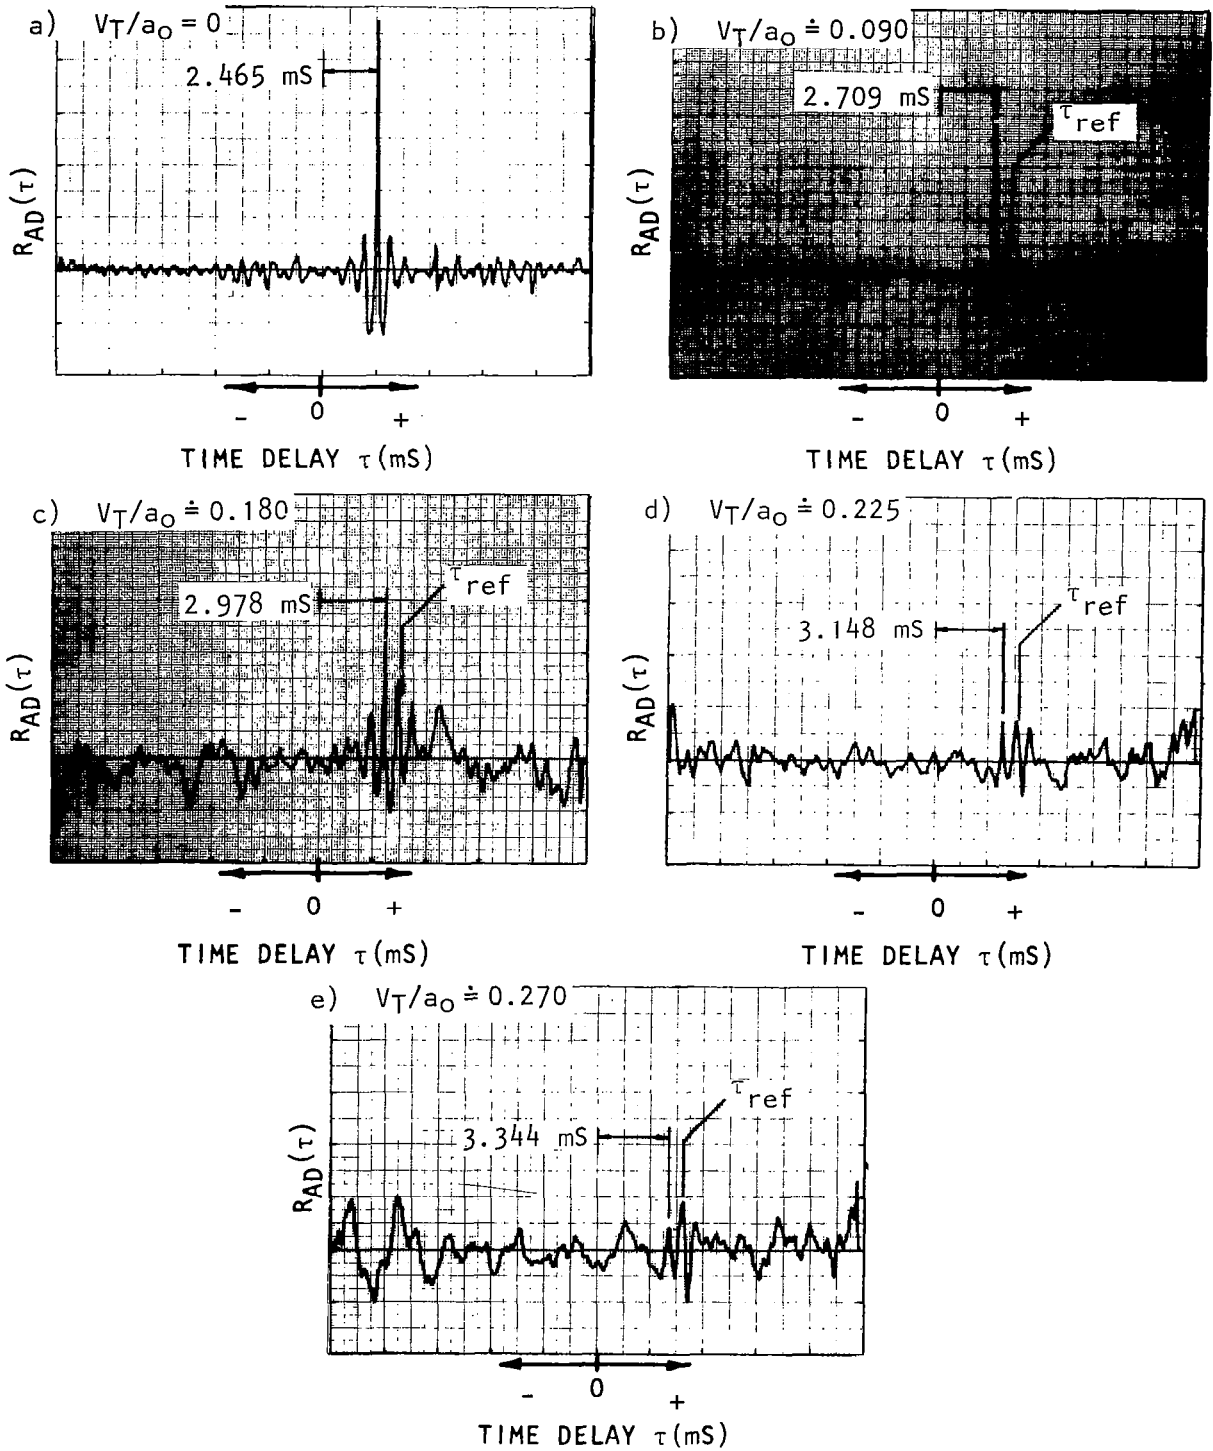 a) V_T/a_o = 0
2.465 mS
R_AD(τ)
- 0 +
TIME DELAY τ(mS)
b) V_T/a_o ≐ 0.090
2.709 mS
τ_ref
R_AD(τ)
- 0 +
TIME DELAY τ(mS)
c) V_T/a_o ≐ 0.180
2.978 mS
τ_ref
R_AD(τ)
- 0 +
TIME DELAY τ(mS)
d) V_T/a_o ≐ 0.225
3.148 mS
τ_ref
R_AD(τ)
- 0 +
TIME DELAY τ(mS)
e) V_T/a_o ≐ 0.270
3.344 mS
τ_ref
R_AD(τ)
- 0 +
TIME DELAY τ(mS)